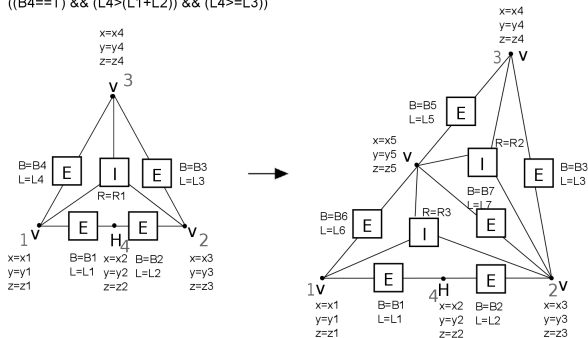 ((B4==T) && (L4>(L1+L2)) && (L4>=L3))
x=x4
y=y4
z=z4
V 3
B=B4
L=L4
E
I
E
B=B3
L=L3
R=R1
1 V
E
H
4
E
V 2
x=x1
y=y1
z=z1
B=B1
L=L1
x=x2
y=y2
z=z2
B=B2
L=L2
x=x3
y=y3
z=z3
x=x4
y=y4
z=z4
3 V
B=B5
L=L5
E
R=R2
x=x5
y=y5
z=z5
V
I
E
B=B3
L=L3
B=B7
L=L7
B=B6
L=L6
E
R=R3
I
E
1 V
E
4 H
E
2 V
x=x1
y=y1
z=z1
B=B1
L=L1
x=x2
y=y2
z=z2
B=B2
L=L2
x=x3
y=y3
z=z3